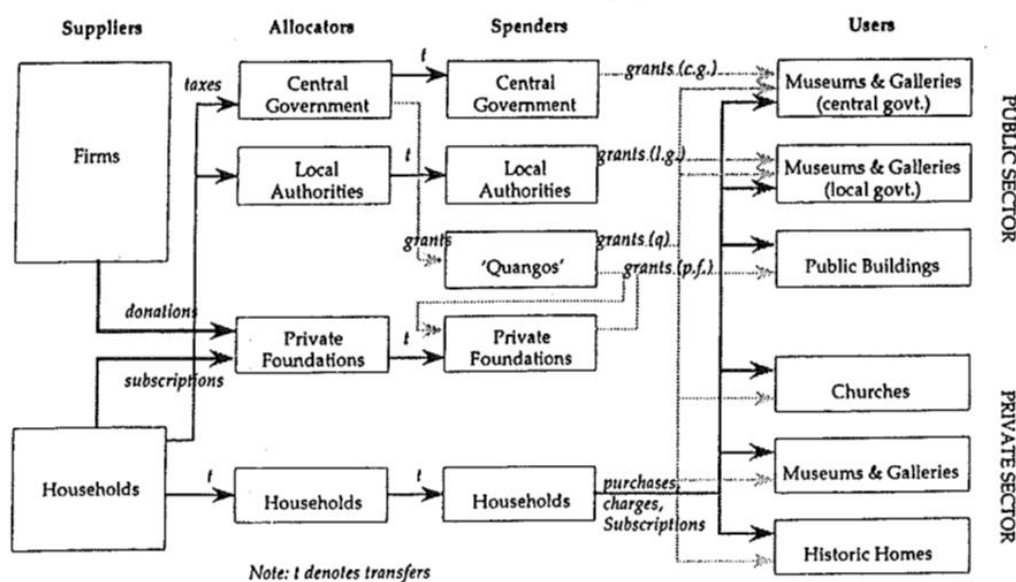 Suppliers
Allocators
Spenders
Users
Firms
taxes
Central
Government
t
Central
Government
grants (c.g.)
Museums & Galleries
(central govt.)
Local
Authorities
t
Local
Authorities
grants (l.g.)
Museums & Galleries
(local govt.)
PUBLIC SECTOR
grants
'Quangos'
grants (q)
grants (p.f.)
Public Buildings
donations
subscriptions
Private
Foundations
t
Private
Foundations
Churches
Households
t
Households
t
Households
purchases,
charges,
Subscriptions
Museums & Galleries
Historic Homes
PRIVATE SECTOR
Note: t denotes transfers